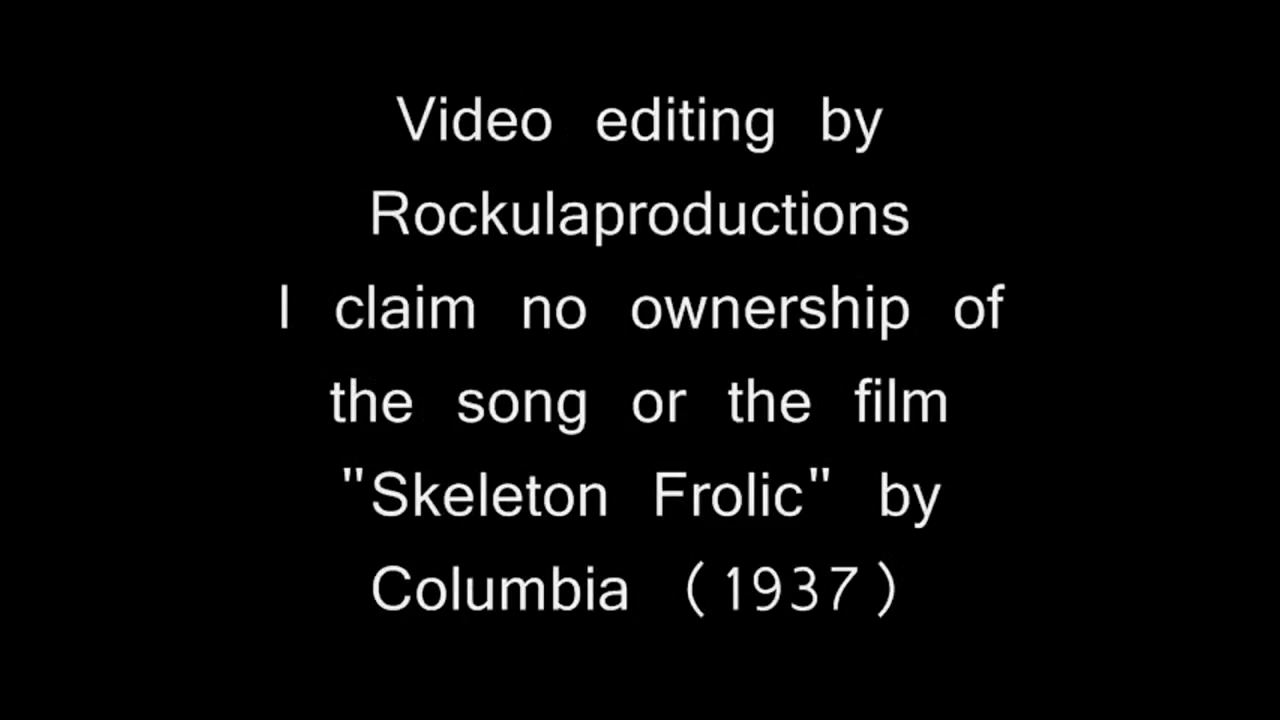 Video editing by
Rockulaproductions
I claim no ownership of
the song or the film
"Skeleton Frolic" by
Columbia (1937)